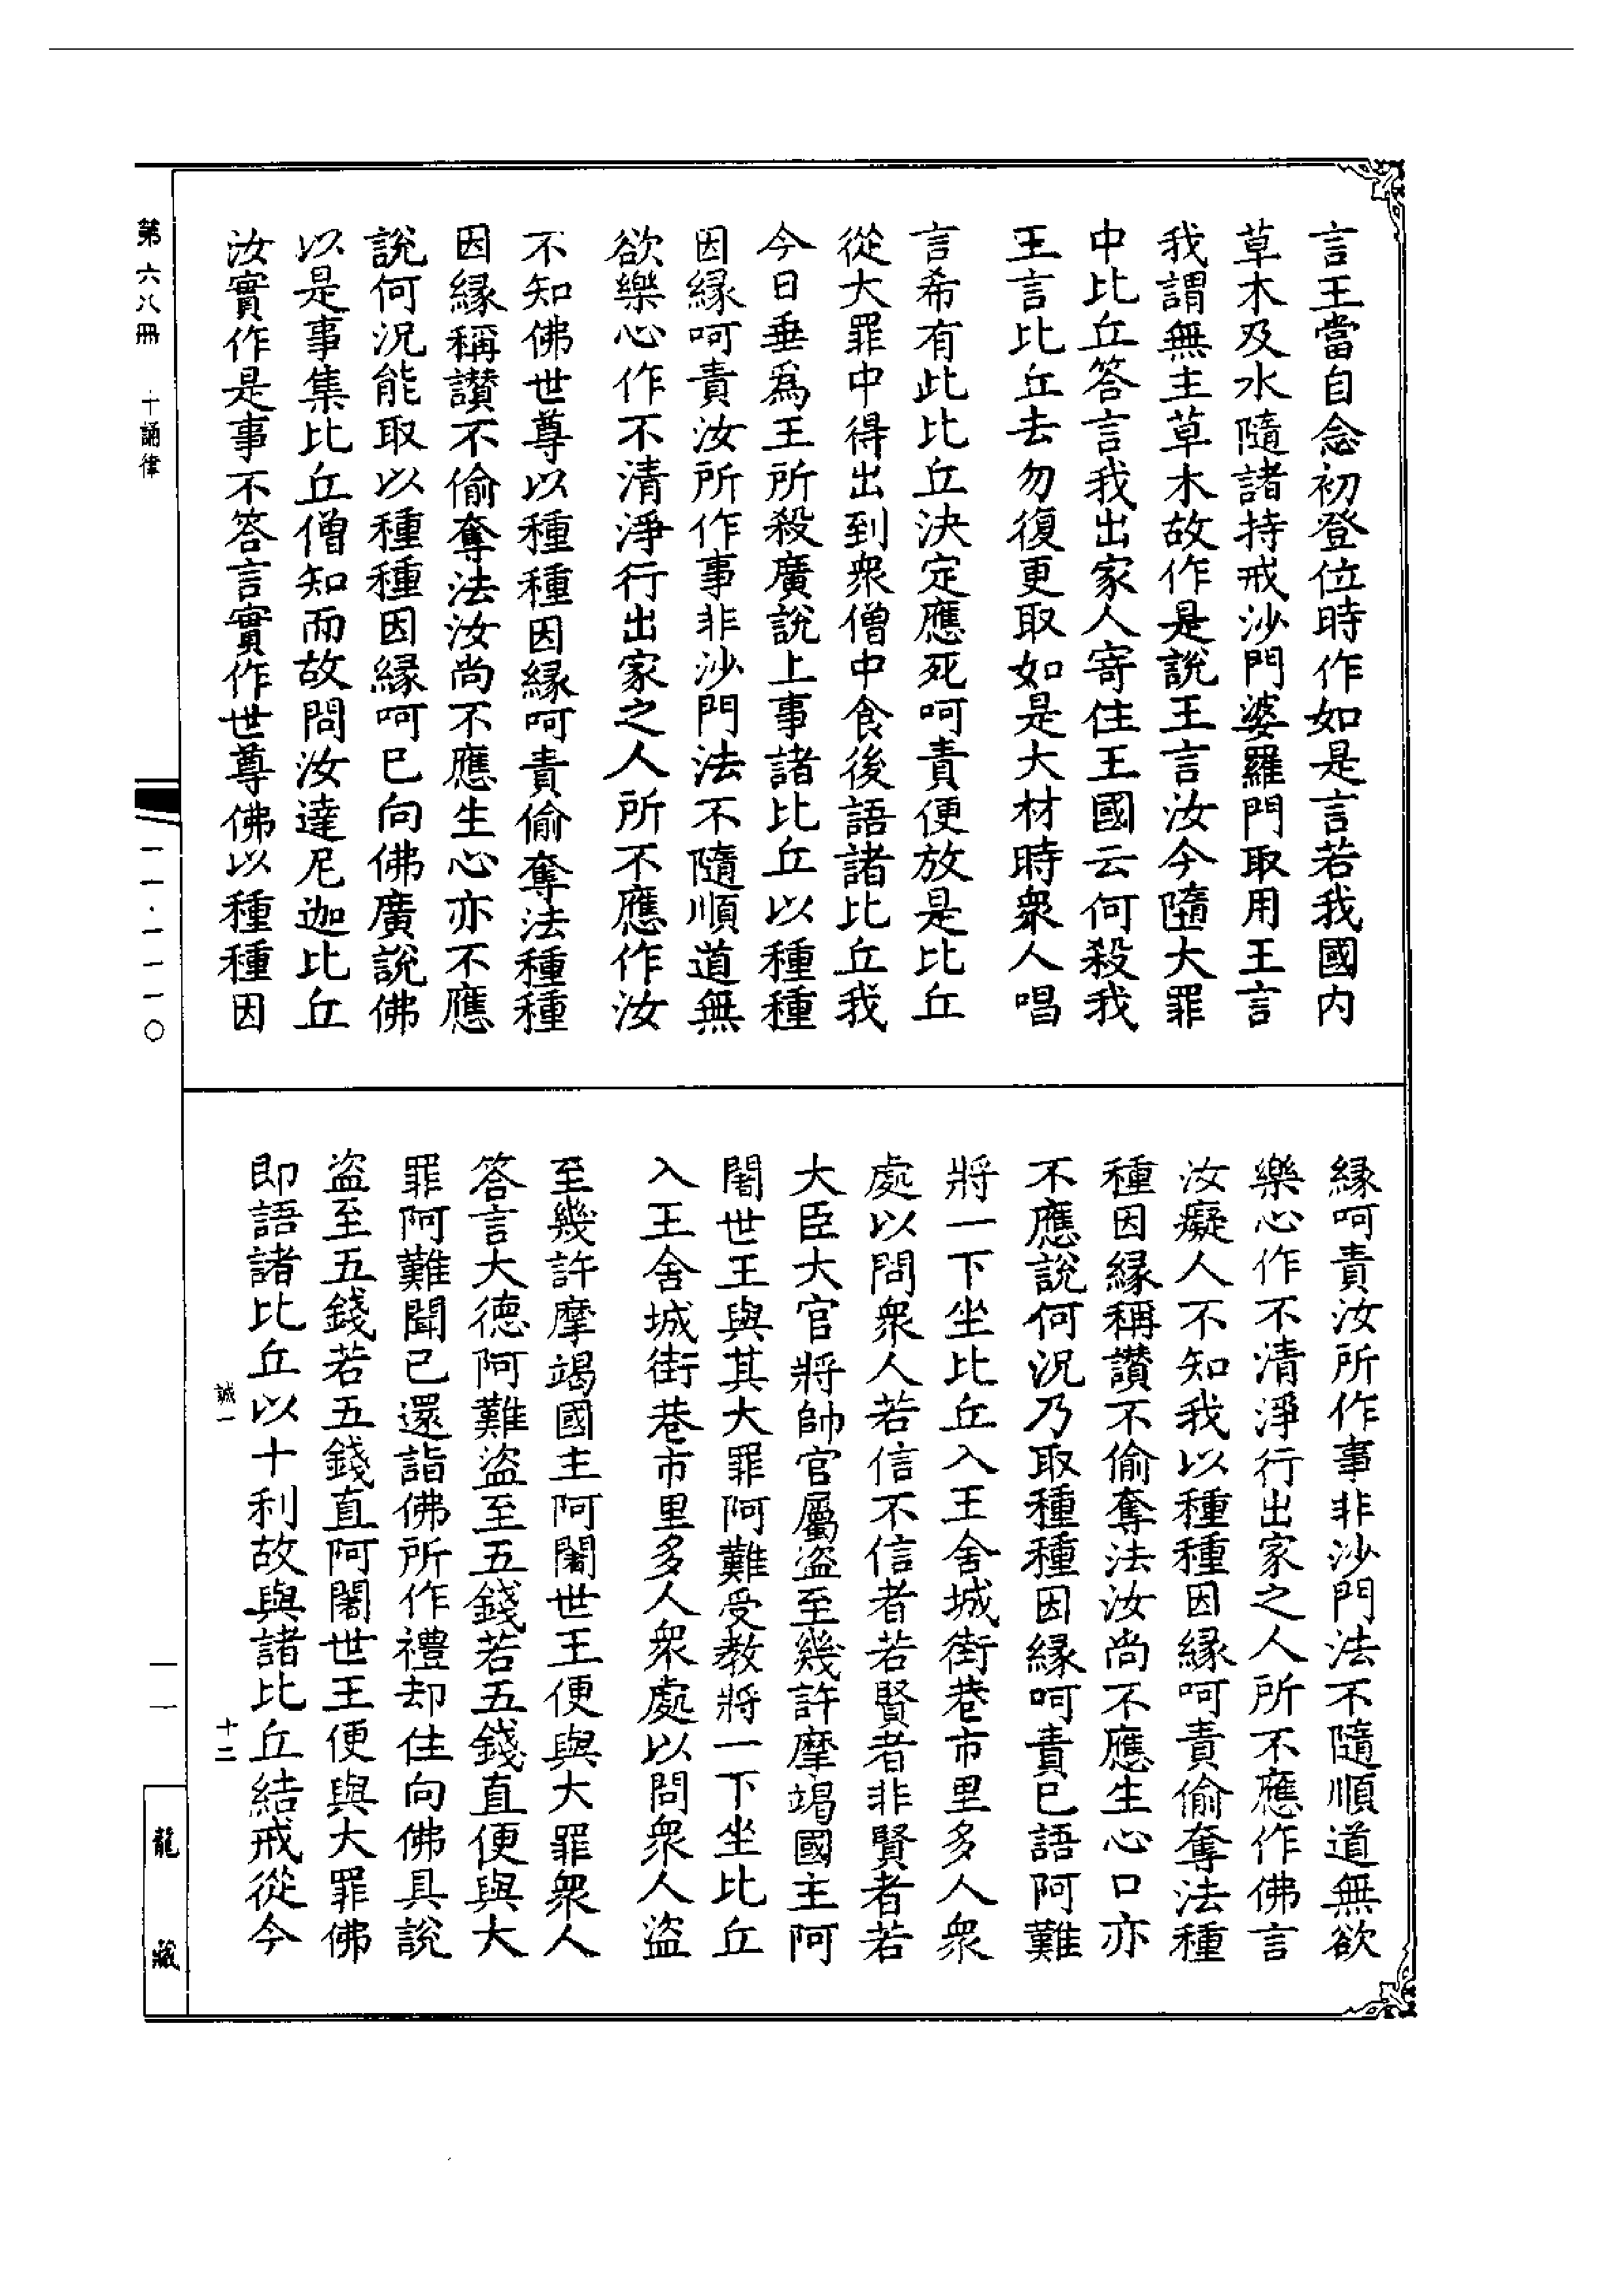 言王當自念初登位時作如是言若我國內
草木及水隨諸持戒沙門婆羅門取用王言
我謂無主草木故作是說王言汝今隨大罪
中比丘答言我出家人寄住王國云何殺我
王言比丘去勿復更取如是大材時衆人唱
言希有此比丘決定應死呵責便放是比丘
從大罪中得出到衆僧中食後語諸比丘我
今日垂爲王所殺廣說上事諸比丘以種種
因緣呵責汝所作事非沙門法不隨順道無
欲樂心作不清淨行出家之人所不應作汝
不知佛世尊以種種因緣呵責偷奪法種種
因緣稱讃不偷奪法汝尚不應生心亦不應
說何況能取以種種因緣呵已向佛廣說佛
以是事集比丘僧知而故問汝達尼迦比丘
汝實作是事不答言實作世尊佛以種種因
緣呵責汝所作事非沙門法不隨順道無欲
樂心作不清淨行出家之人所不應作佛言
汝癡人不知我以種種因緣呵責偷奪法種
種因緣稱讃不偷奪法汝尚不應生心口亦
不應說何況乃取種種因緣呵責已語阿難
將一下坐比丘入王舍城街巷市里多人衆
處以問衆人若信不信者若賢者非賢者若
大臣大官將帥官屬盜至幾許摩竭國主阿
闍世王與其大罪阿難受教將一下坐比丘
入王舍城街巷市里多人衆處以問衆人盜
至幾許摩竭國主阿闍世王便與大罪衆人
答言大德阿難盜至五錢若五錢直便與大
罪阿難聞已還詣佛所作禮却住向佛具說
盜至五錢若五錢直阿闍世王便與大罪佛
即語諸比丘以十利故與諸比丘結戒從今
誠一 十二
第六八冊 十誦律
一一·一一一〇
一一
龍藏